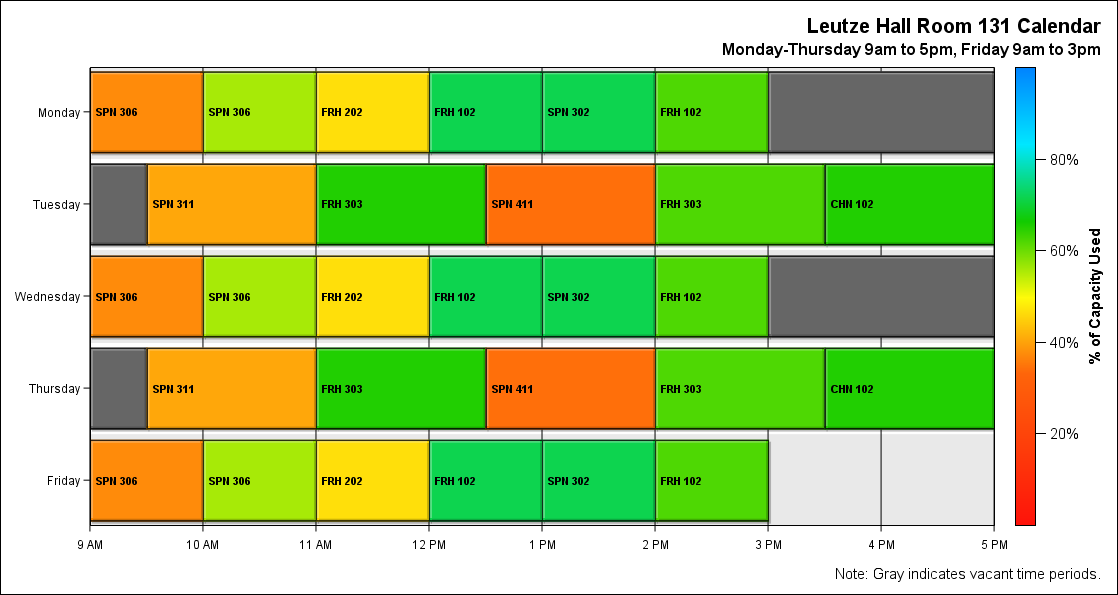 Leutze Hall Room 131 Calendar
Monday-Thursday 9am to 5pm, Friday 9am to 3pm
Monday
SPN 306
SPN 306
FRH 202
FRH 102
SPN 302
FRH 102
Tuesday
SPN 311
FRH 303
SPN 411
FRH 303
CHN 102
Wednesday
SPN 306
SPN 306
FRH 202
FRH 102
SPN 302
FRH 102
Thursday
SPN 311
FRH 303
SPN 411
FRH 303
CHN 102
Friday
SPN 306
SPN 306
FRH 202
FRH 102
SPN 302
FRH 102
9 AM
10 AM
11 AM
12 PM
1 PM
2 PM
3 PM
4 PM
5 PM
80%
60%
40%
20%
% of Capacity Used
Note: Gray indicates vacant time periods.